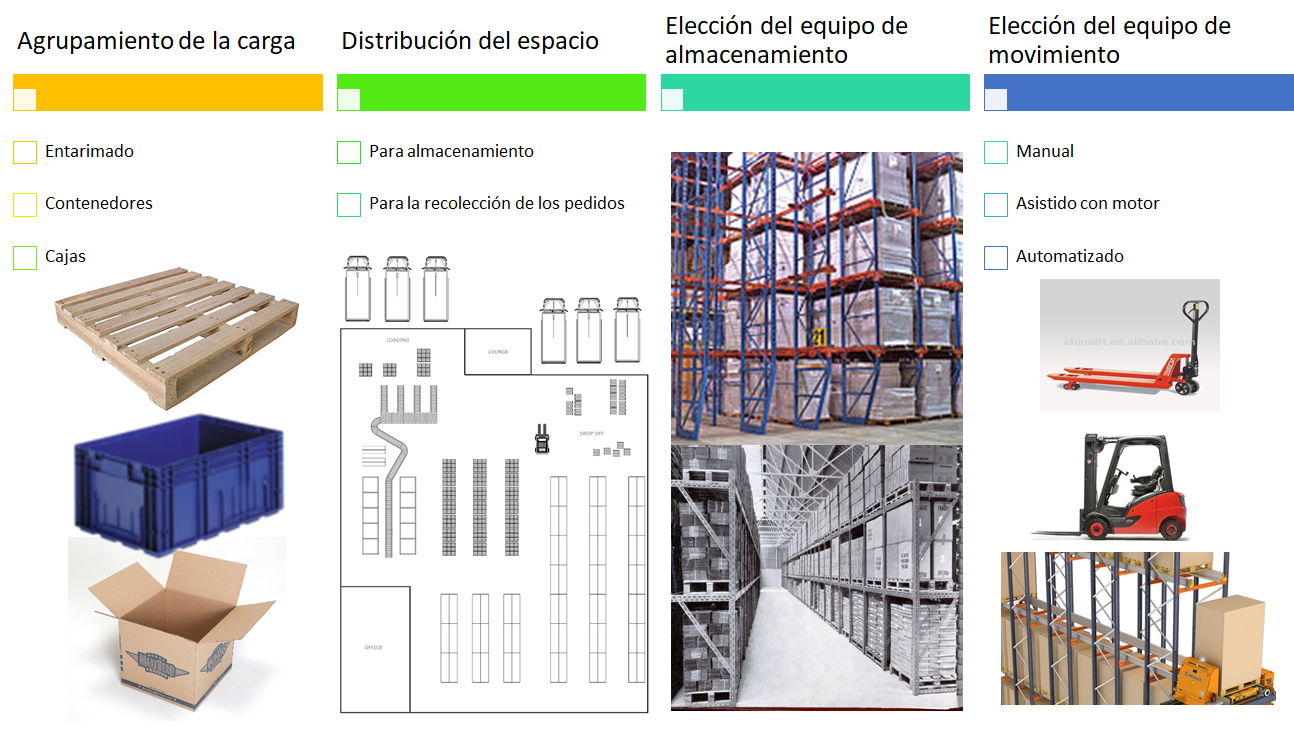 Agrupamiento de la carga
Entarimado
Contenedores
Cajas
Distribución del espacio
Para almacenamiento
Para la recolección de los pedidos
LOADING
LOUNGE
DROP OFF
OFFICE
Elección del equipo de
almacenamiento
21
Elección del equipo de
movimiento
Manual
Asistido con motor
Automatizado
chinaift.en.alibaba.com